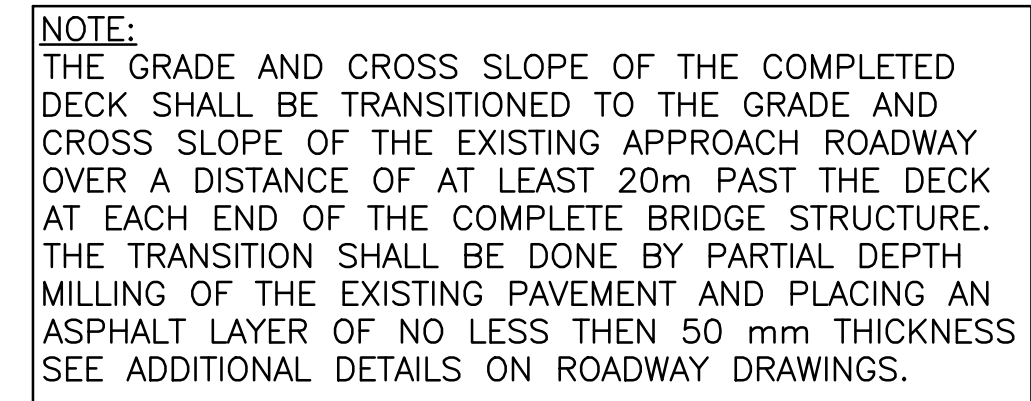 NOTE:
THE GRADE AND CROSS SLOPE OF THE COMPLETED
DECK SHALL BE TRANSITIONED TO THE GRADE AND
CROSS SLOPE OF THE EXISTING APPROACH ROADWAY
OVER A DISTANCE OF AT LEAST 20m PAST THE DECK
AT EACH END OF THE COMPLETE BRIDGE STRUCTURE.
THE TRANSITION SHALL BE DONE BY PARTIAL DEPTH
MILLING OF THE EXISTING PAVEMENT AND PLACING AN
ASPHALT LAYER OF NO LESS THEN 50 mm THICKNESS
SEE ADDITIONAL DETAILS ON ROADWAY DRAWINGS.